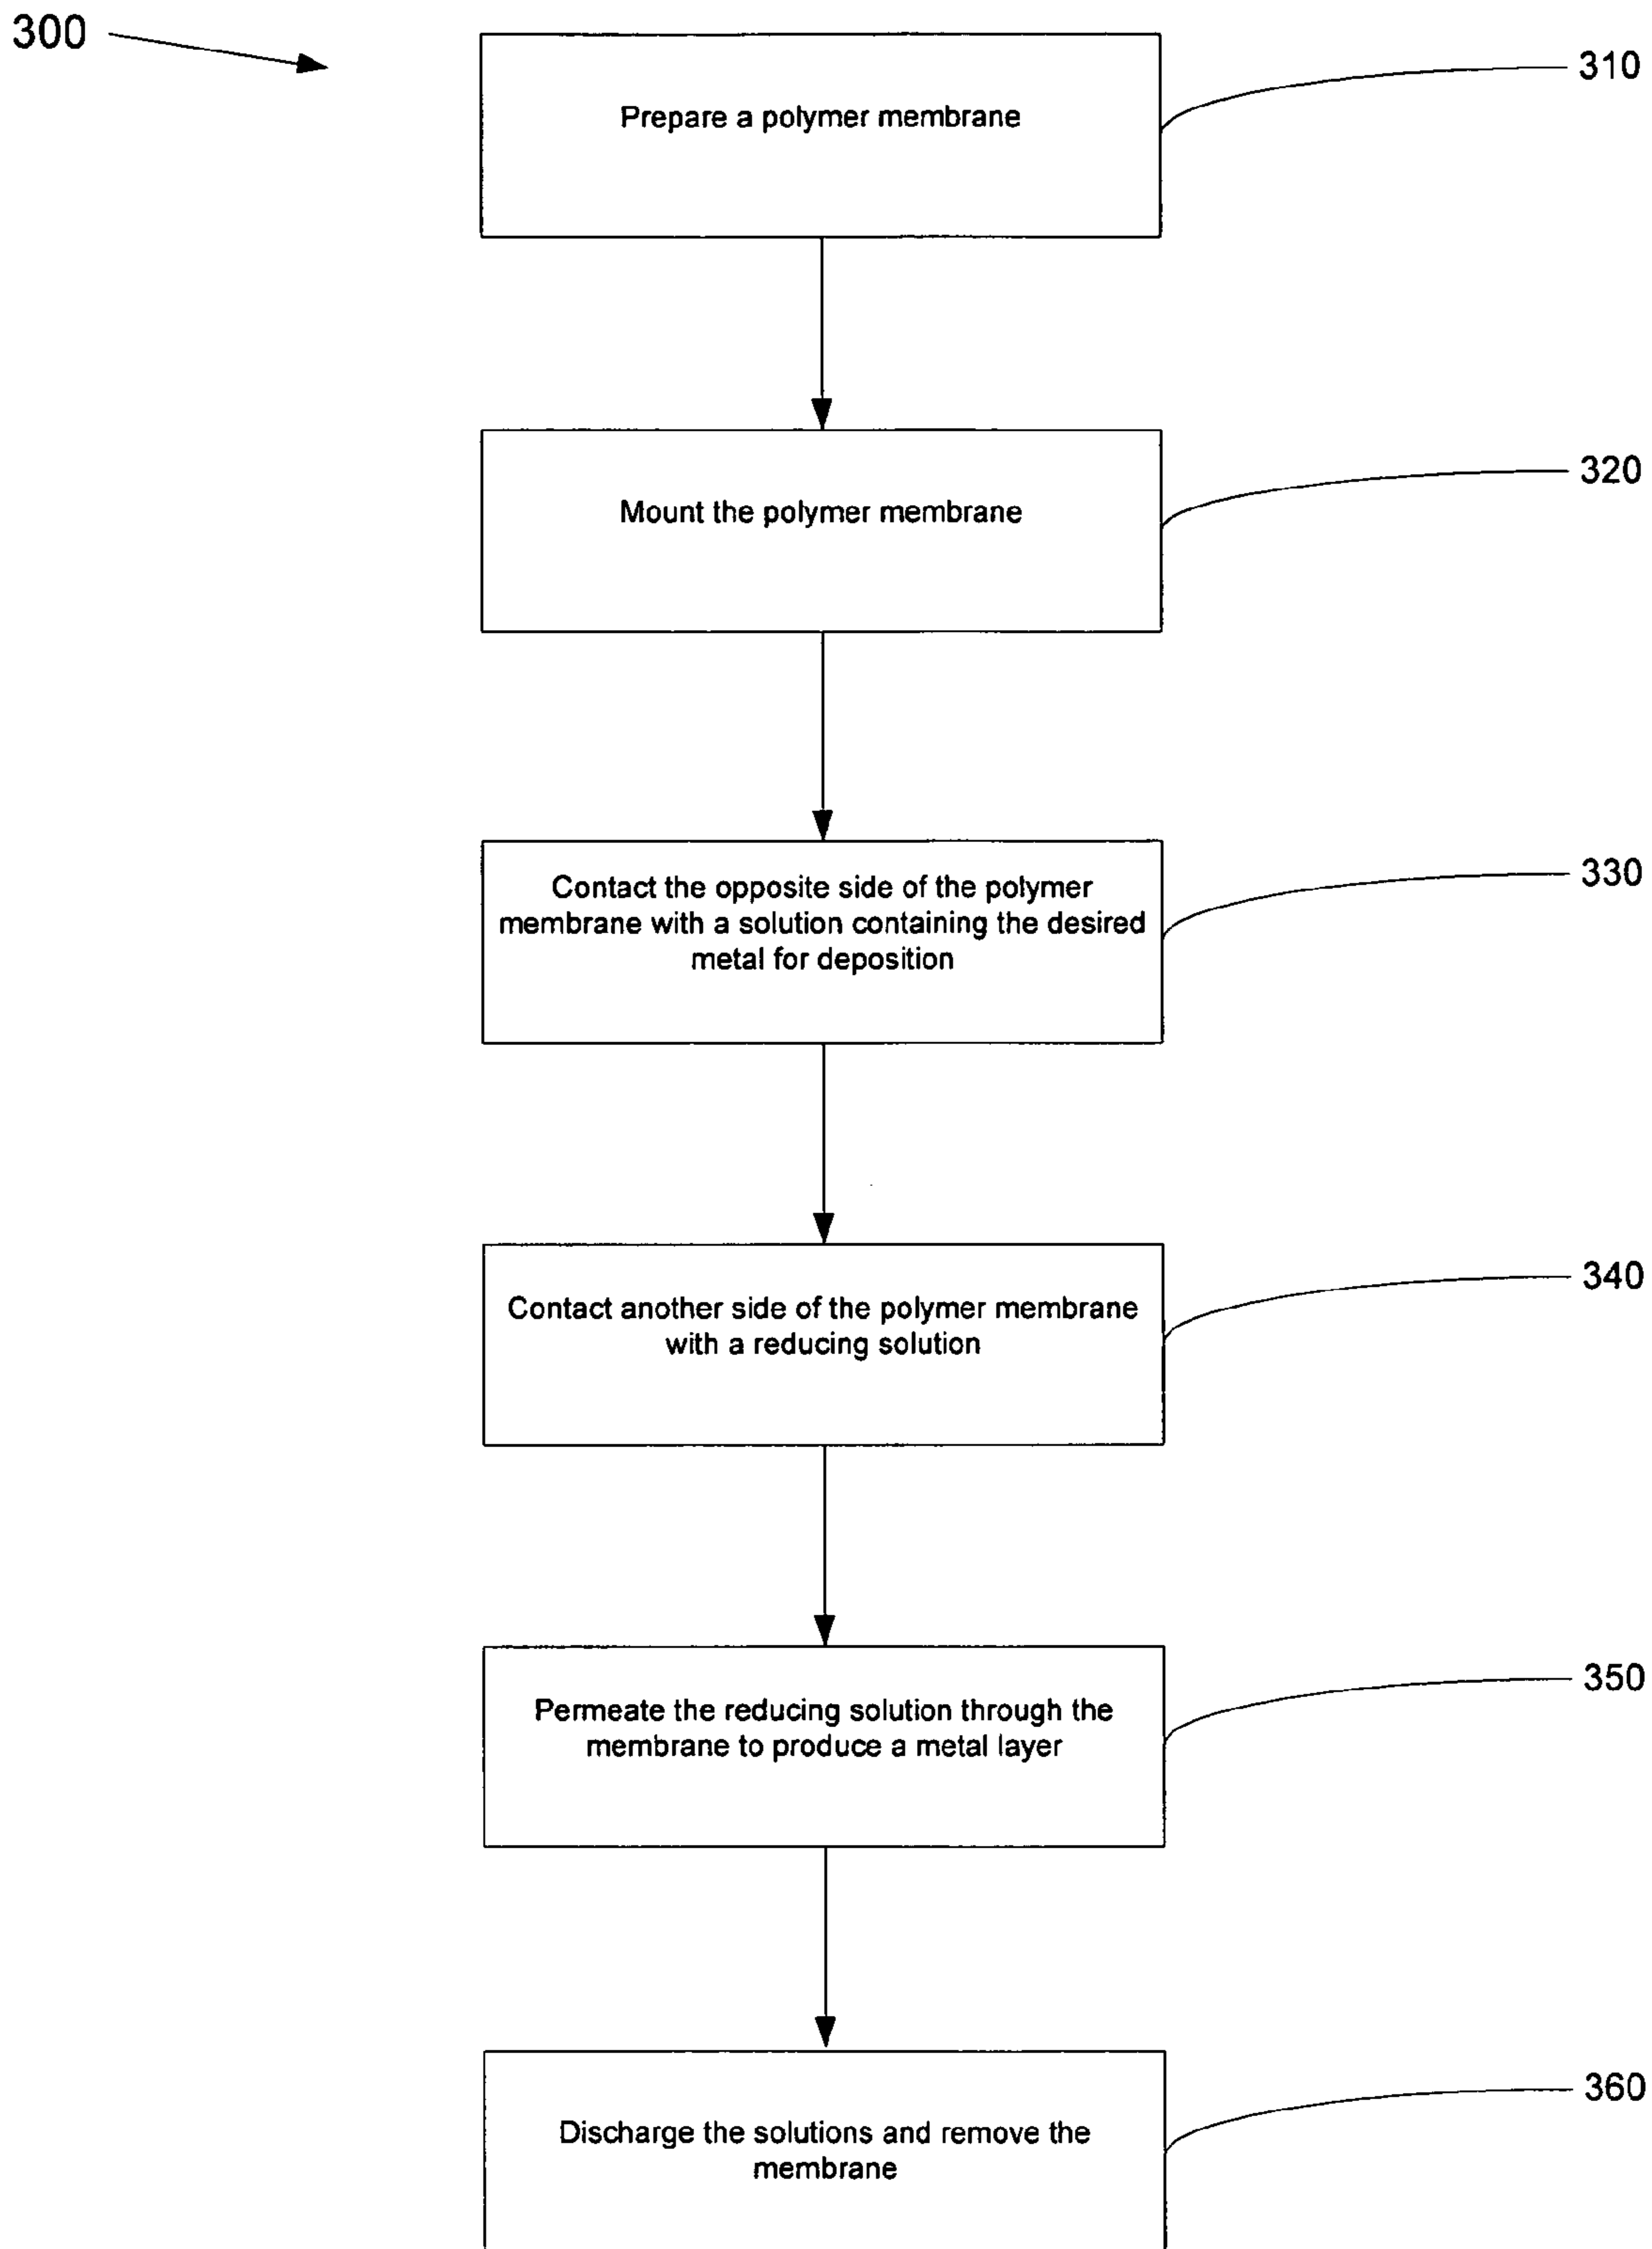 300
310
Prepare a polymer membrane
320
Mount the polymer membrane
330
Contact the opposite side of the polymer
membrane with a solution containing the desired
metal for deposition
340
Contact another side of the polymer membrane
with a reducing solution
350
Permeate the reducing solution through the
membrane to produce a metal layer
360
Discharge the solutions and remove the
membrane